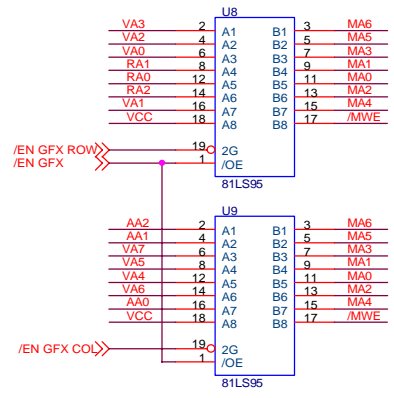 U8
VA3 2 A1 B1 3 MA6
VA2 4 A2 B2 5 MA5
VA0 6 A3 B3 7 MA3
RA1 8 A4 B4 9 MA1
RA0 12 A5 B5 11 MA0
RA2 14 A6 B6 13 MA2
VA1 16 A7 B7 15 MA4
VCC 18 A8 B8 17 /MWE
/EN GFX ROW 19 2G
/EN GFX 1 /OE
81LS95
U9
AA2 2 A1 B1 3 MA6
AA1 4 A2 B2 5 MA5
VA7 6 A3 B3 7 MA3
VA5 8 A4 B4 9 MA1
VA4 12 A5 B5 11 MA0
VA6 14 A6 B6 13 MA2
AA0 16 A7 B7 15 MA4
VCC 18 A8 B8 17 /MWE
/EN GFX COL 19 2G
1 /OE
81LS95